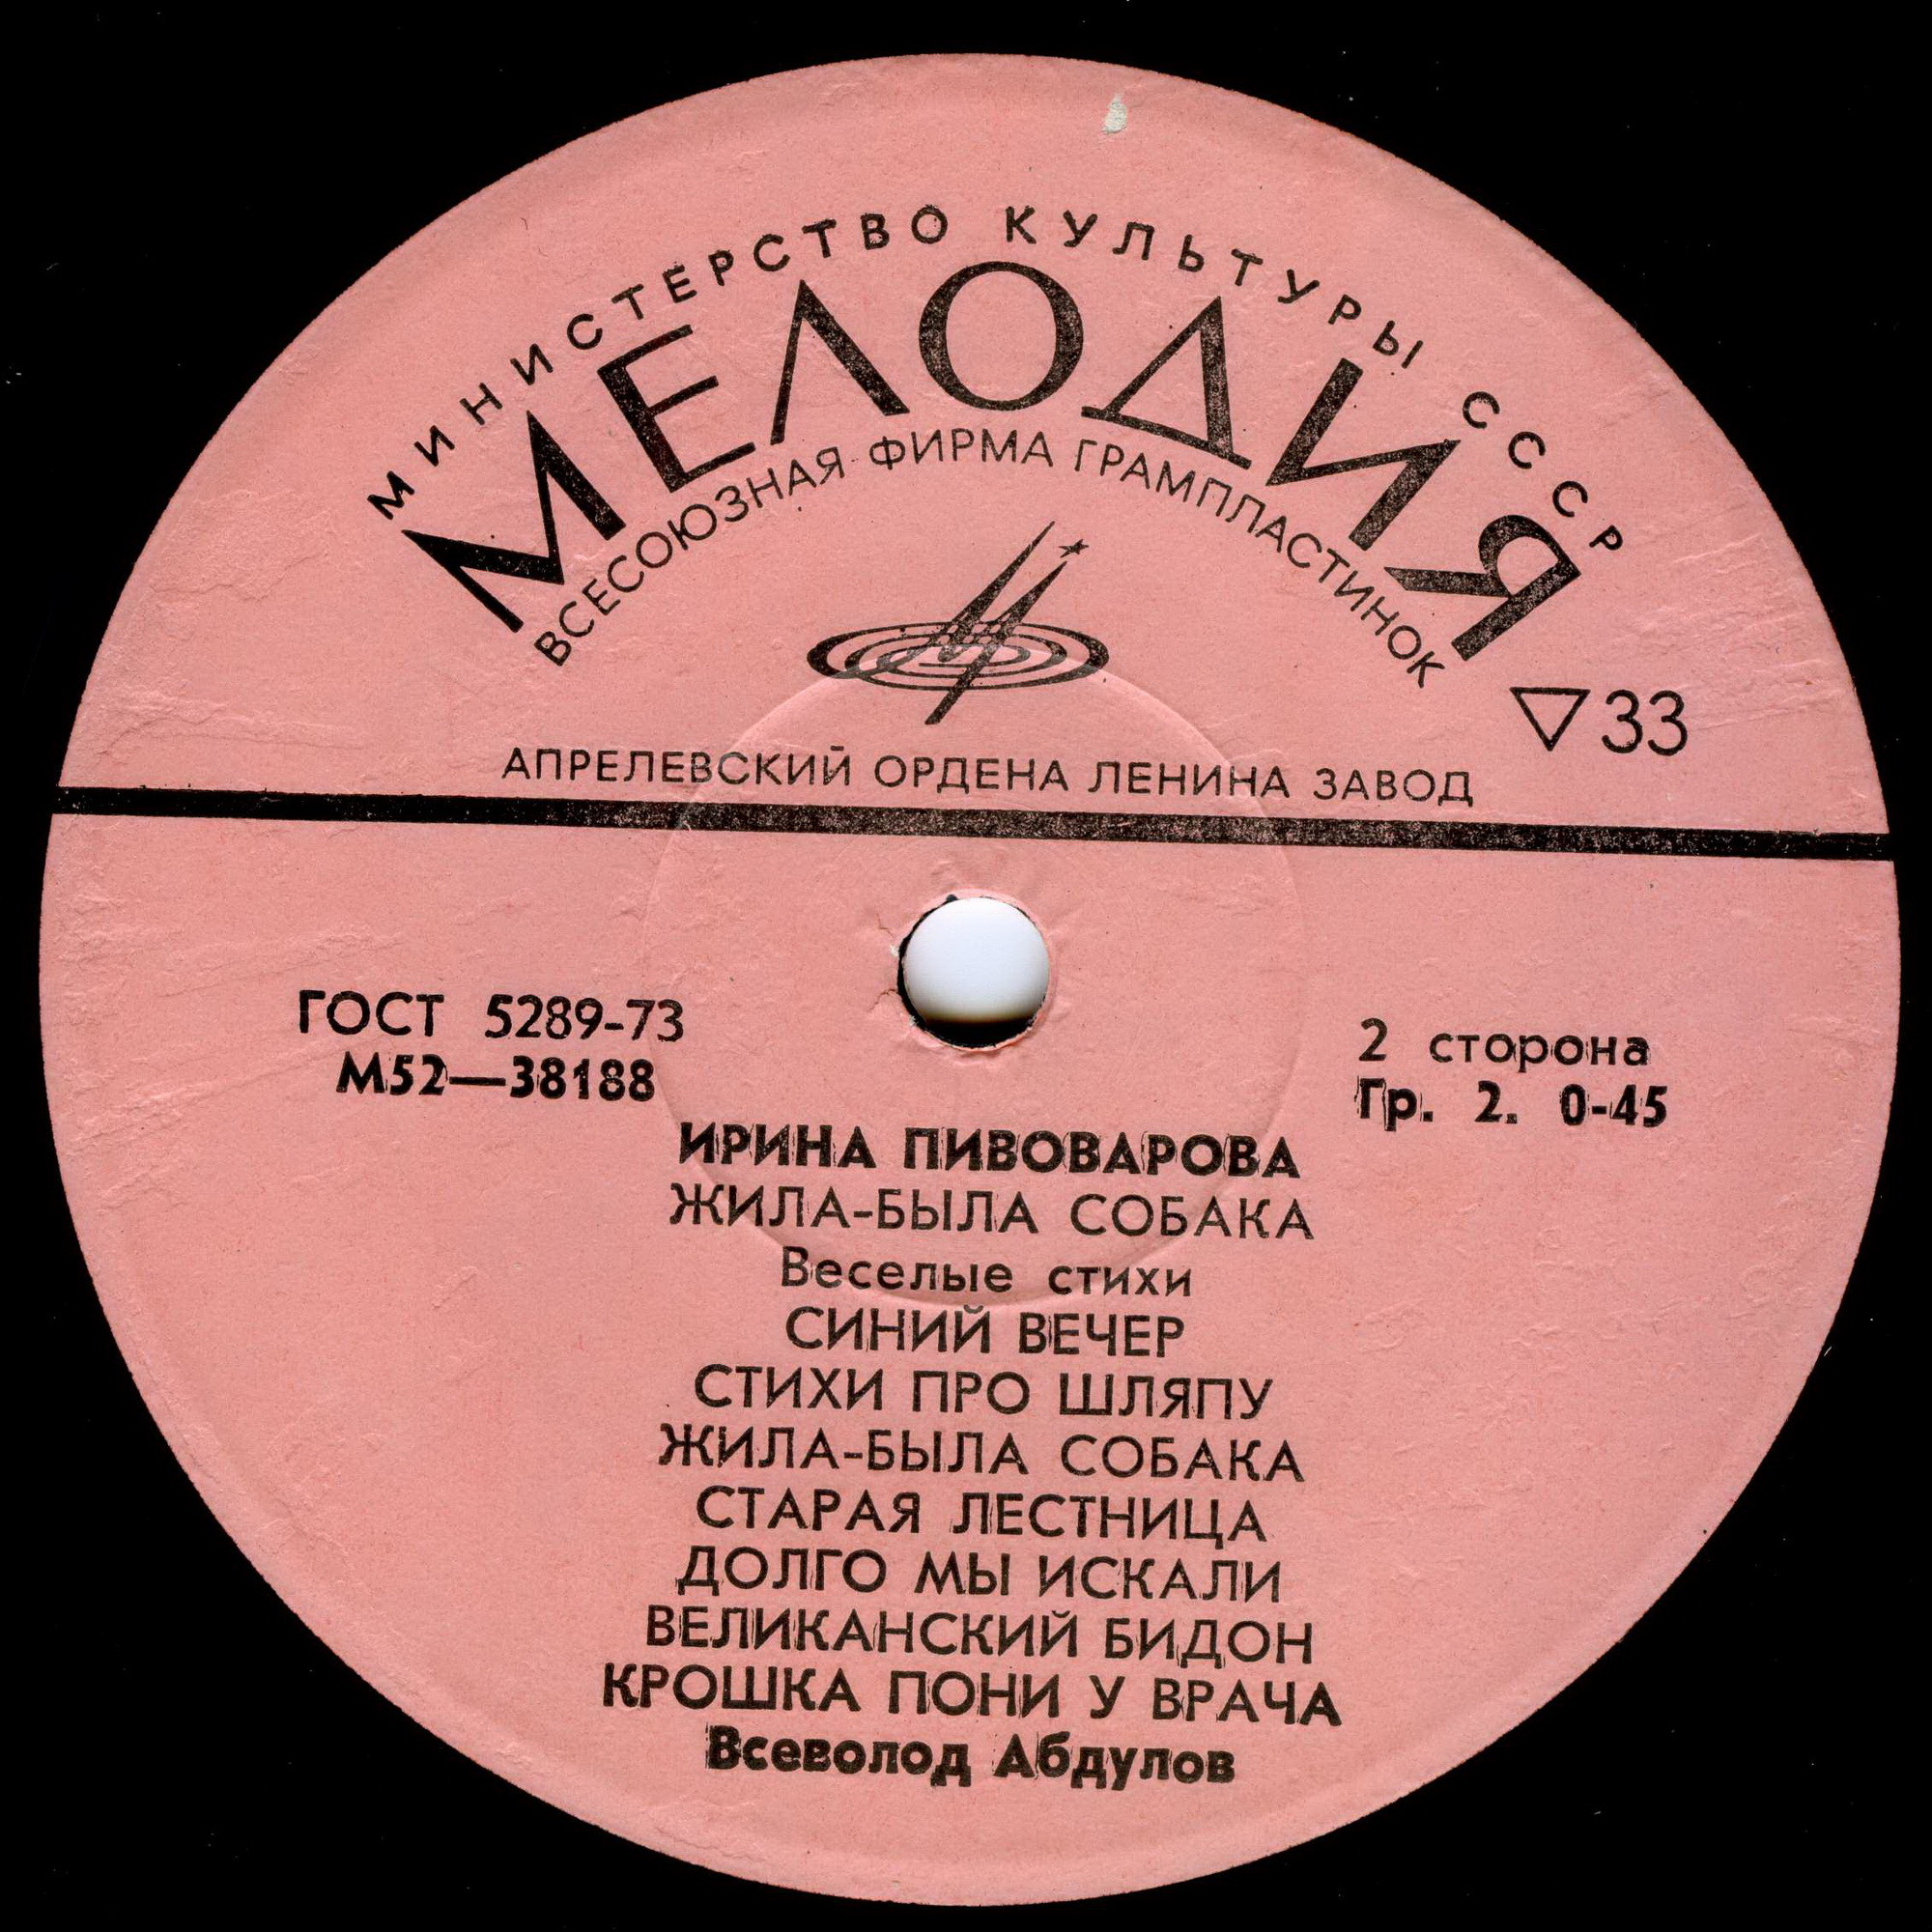 МИНИСТЕРСТВО КУЛЬТУРЫ СССР
МЕЛОДИЯ
ВСЕСОЮЗНАЯ ФИРМА ГРАМПЛАСТИНОК
33
АПРЕЛЕВСКИЙ ОРДЕНА ЛЕНИНА ЗАВОД
ГОСТ 5289-73
М52—38188
2 сторона
Гр. 2. 0-45
ИРИНА ПИВОВАРОВА
ЖИЛА-БЫЛА СОБАКА
Веселые стихи
СИНИЙ ВЕЧЕР
СТИХИ ПРО ШЛЯПУ
ЖИЛА-БЫЛА СОБАКА
СТАРАЯ ЛЕСТНИЦА
ДОЛГО МЫ ИСКАЛИ
ВЕЛИКАНСКИЙ БИДОН
КРОШКА ПОНИ У ВРАЧА
Всеволод Абдулов